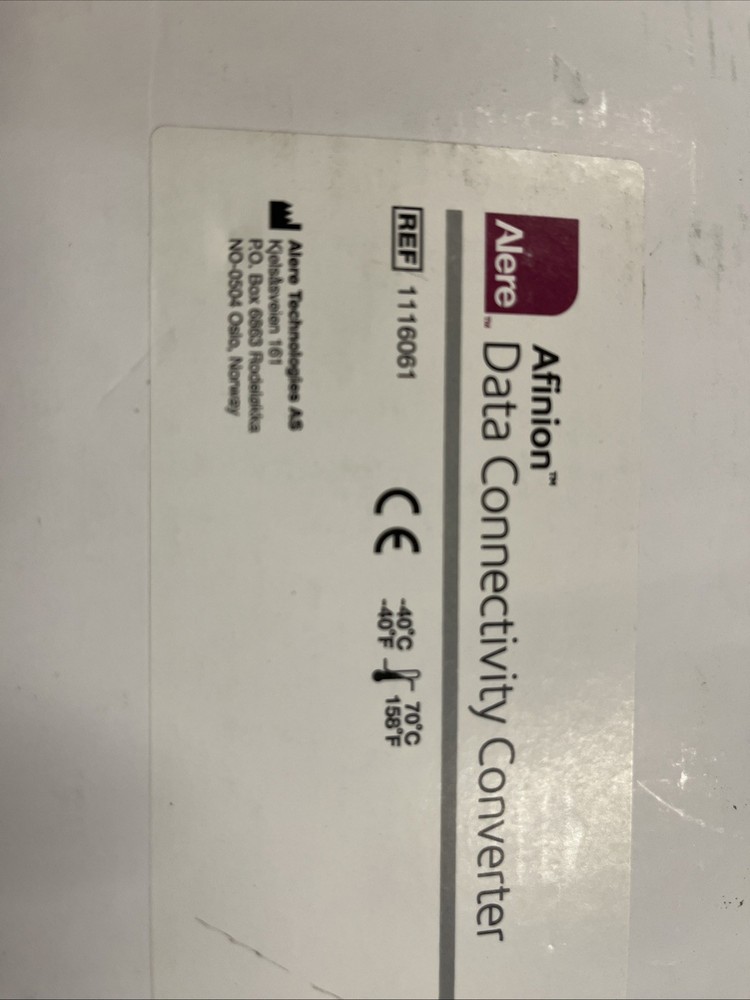 Alere™
Afinion™
Data Connectivity Converter
REF 1116061
CE
-40°C 70°C
-40°F 158°F
Alere Technologies AS
Kjelsåsveien 161
P.O. Box 6863 Rodeløkka
NO-0504 Oslo, Norway